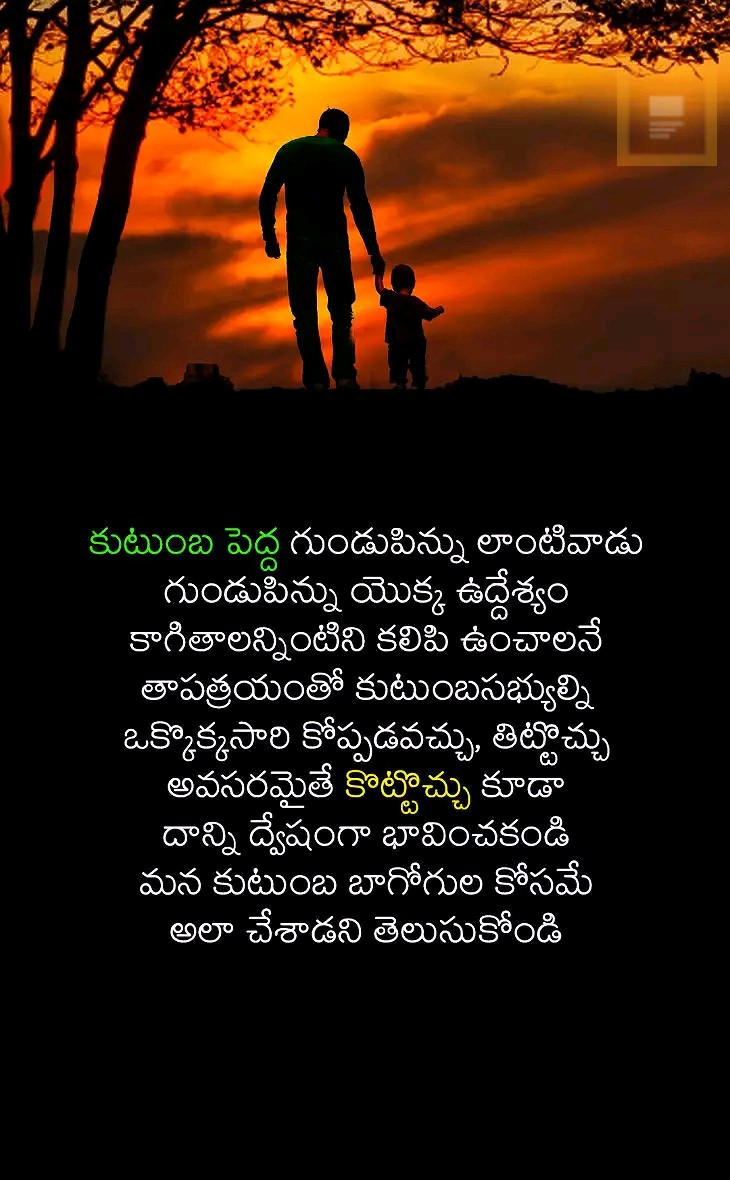 కుటుంబ పెద్ద గుండుపిన్ను లాంటివాడు
గుండుపిన్ను యొక్క ఉద్దేశ్యం
కాగితాలన్నింటిని కలిపి ఉంచాలనే
తాపత్రయంతో కుటుంబసభ్యుల్ని
ఒక్కొక్కసారి కోప్పడవచ్చు, తిట్టొచ్చు
అవసరమైతే కొట్టొచ్చు కూడా
దాన్ని ద్వేషంగా భావించకండి
మన కుటుంబ బాగోగుల కోసమే
అలా చేశాడని తెలుసుకోండి